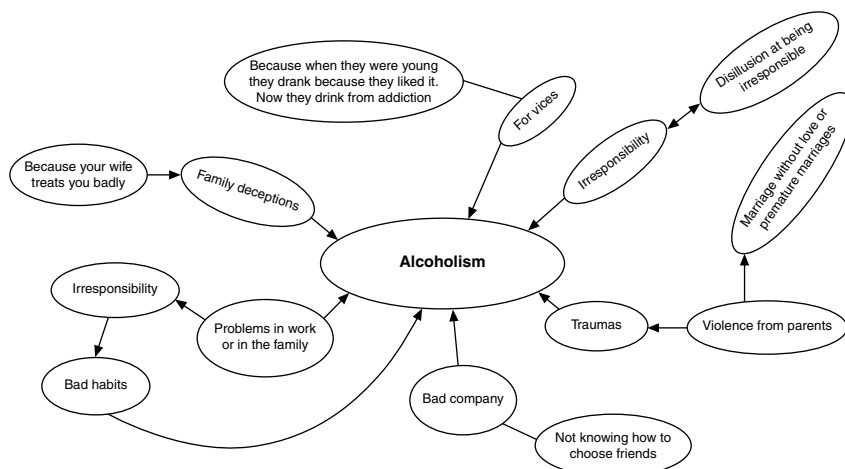 Because when they were young
they drank because they liked it.
Now they drink from addiction
For vices
Disillusion at being
irresponsible
Irresponsibility
Marriage without love or
premature marriages
Because your wife
treats you badly
Family deceptions
Alcoholism
Irresponsibility
Problems in work
or in the family
Traumas
Violence from parents
Bad habits
Bad company
Not knowing how to
choose friends